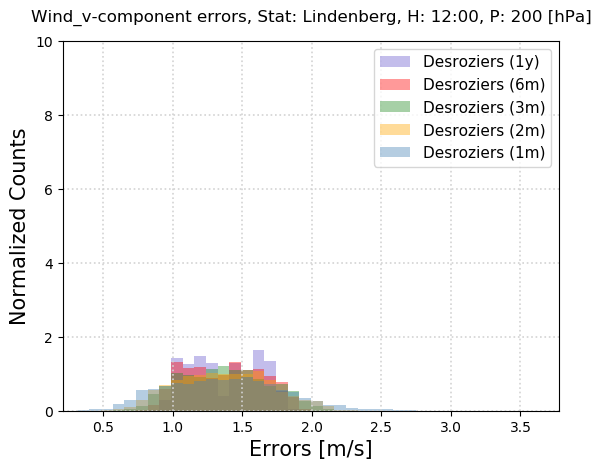 Wind_v-component errors, Stat: Lindenberg, H: 12:00, P: 200 [hPa]
Normalized Counts
10
8
6
4
2
0
Desroziers (1y)
Desroziers (6m)
Desroziers (3m)
Desroziers (2m)
Desroziers (1m)
0.5 1.0 1.5 2.0 2.5 3.0 3.5
Errors [m/s]